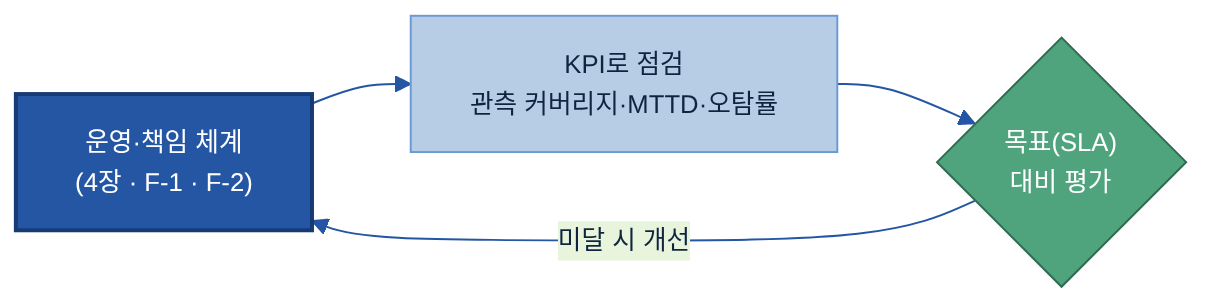 운영·책임 체계
(4장 · F-1 · F-2)
KPI로 점검
관측 커버리지·MTTD·오탐률
목표(SLA)
대비 평가
미달 시 개선